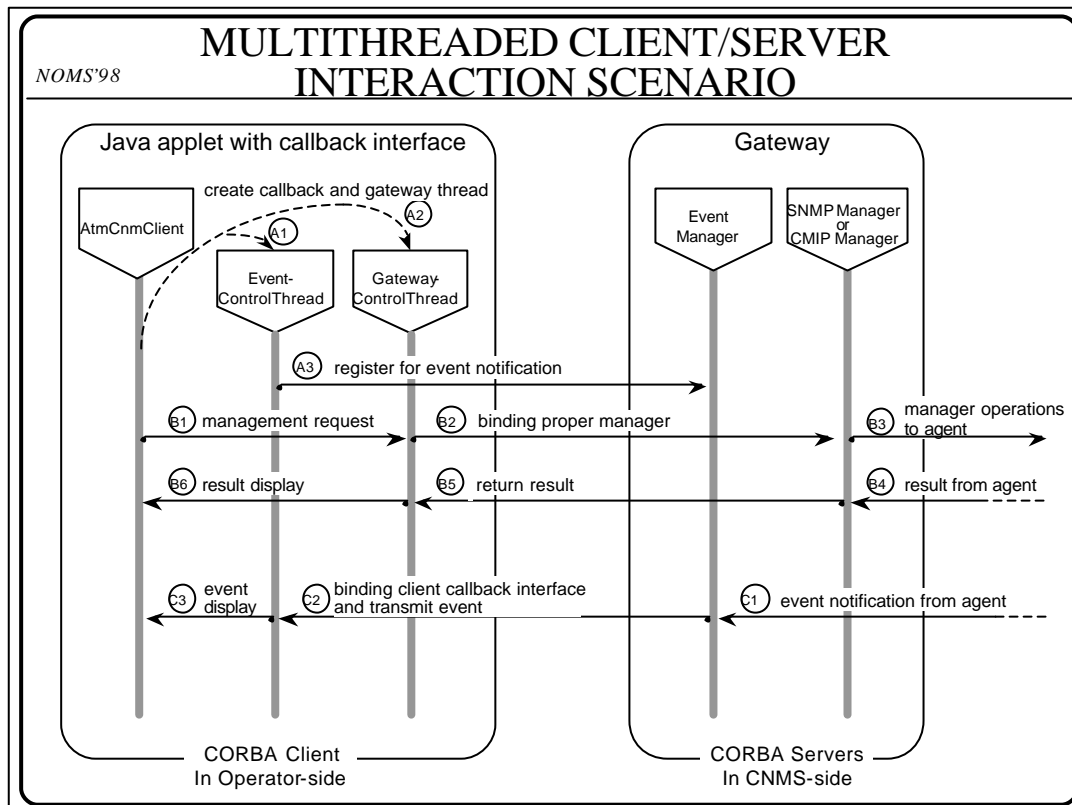 MULTITHREADED CLIENT/SERVER
NOMS'98
INTERACTION SCENARIO
Java applet with callback interface
Gateway
create callback and gateway thread
AtmCnmClient
A1
A2
Event-
ControlThread
Gateway-
ControlThread
Event
Manager
SNMP Manager
or
CMIP Manager
A3 register for event notification
B1 management request
B2 binding proper manager
B3 manager operations
to agent
B6 result display
B5 return result
B4 result from agent
C3 event
display
C2 binding client callback interface
and transmit event
C1 event notification from agent
CORBA Client
In Operator-side
CORBA Servers
In CNMS-side